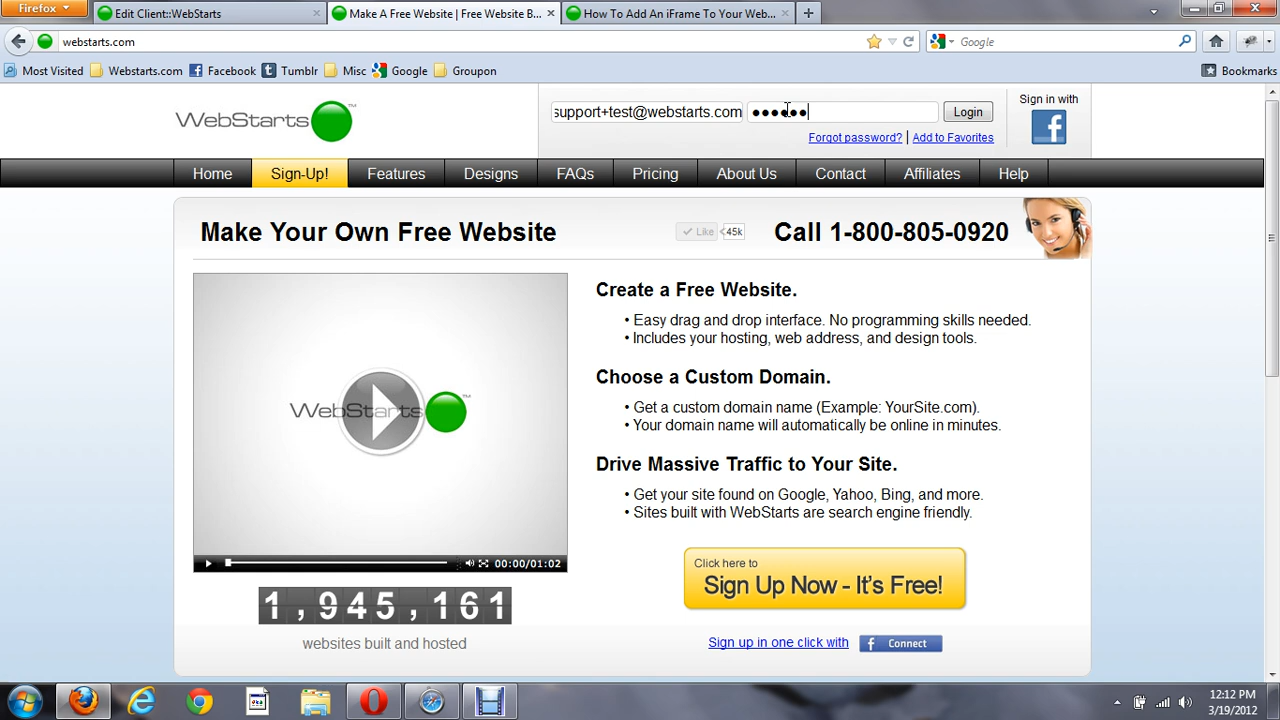 Firefox
Edit Client::WebStarts
Make A Free Website | Free Website B...
How To Add An iFrame To Your Web...
webstarts.com
Google
Most Visited
Webstarts.com
Facebook
Tumblr
Misc
Google
Groupon
Bookmarks
WebStarts™
support+test@webstarts.com
Login
Forgot password? | Add to Favorites
Sign in with
Home
Sign-Up!
Features
Designs
FAQs
Pricing
About Us
Contact
Affiliates
Help
Make Your Own Free Website
Like
45k
Call 1-800-805-0920
WebStarts™
00:00/01:02
1,945,161
websites built and hosted
Create a Free Website.
• Easy drag and drop interface. No programming skills needed.
• Includes your hosting, web address, and design tools.
Choose a Custom Domain.
• Get a custom domain name (Example: YourSite.com).
• Your domain name will automatically be online in minutes.
Drive Massive Traffic to Your Site.
• Get your site found on Google, Yahoo, Bing, and more.
• Sites built with WebStarts are search engine friendly.
Click here to
Sign Up Now - It's Free!
Sign up in one click with
Connect
12:12 PM
3/19/2012